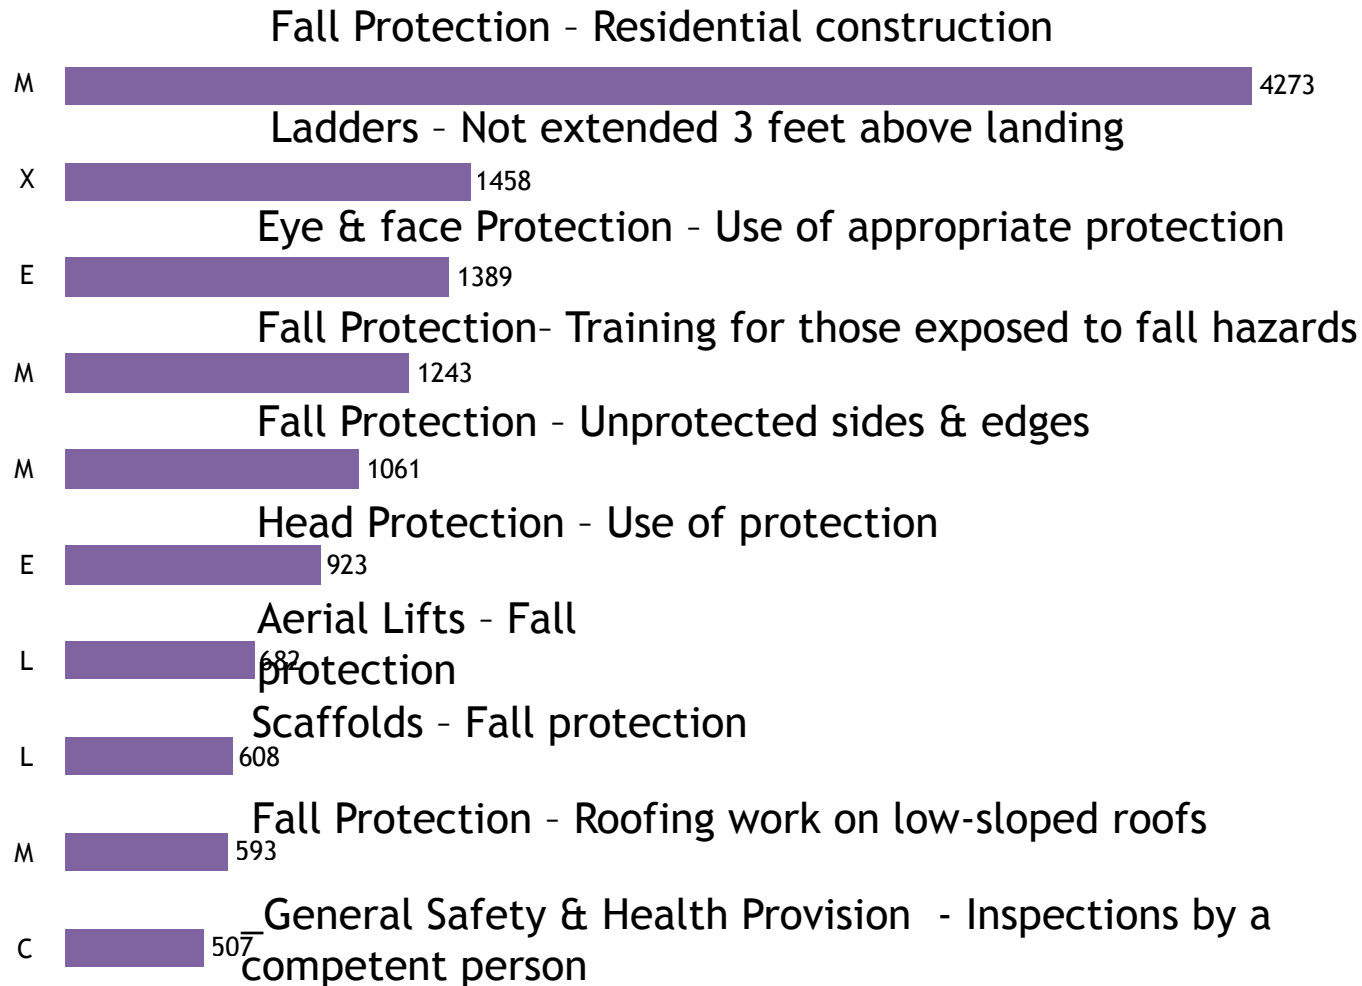 Fall Protection – Residential construction
M 4273
Ladders – Not extended 3 feet above landing
X 1458
Eye & face Protection – Use of appropriate protection
E 1389
Fall Protection– Training for those exposed to fall hazards
M 1243
Fall Protection – Unprotected sides & edges
M 1061
Head Protection – Use of protection
E 923
Aerial Lifts – Fall
L 682
protection
Scaffolds – Fall protection
L 608
Fall Protection – Roofing work on low-sloped roofs
M 593
_General Safety & Health Provision  - Inspections by a
C 507
competent person